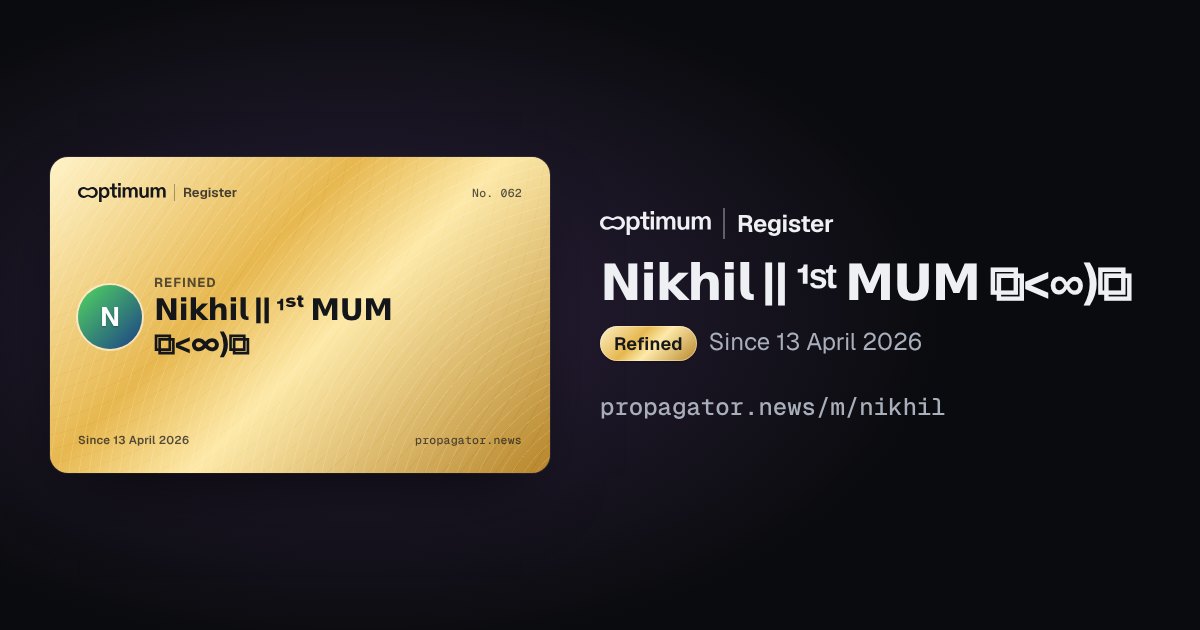 optimum | Register
No. 062
REFINED
N
Nikhil || ¹ˢᵗ MUM
⧉<∞)⧉
Since 13 April 2026
propagator.news
optimum | Register
Nikhil || ¹ˢᵗ MUM ⧉<∞)⧉
Refined
Since 13 April 2026
propagator.news/m/nikhil